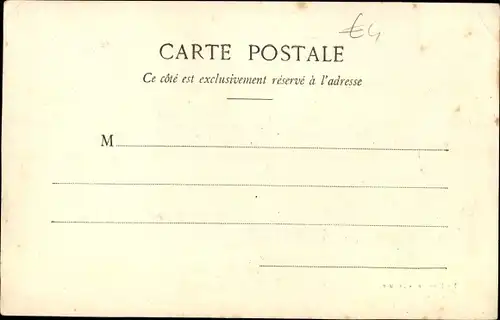 €4
CARTE POSTALE
Ce côté est exclusivement réservé à l'adresse
M